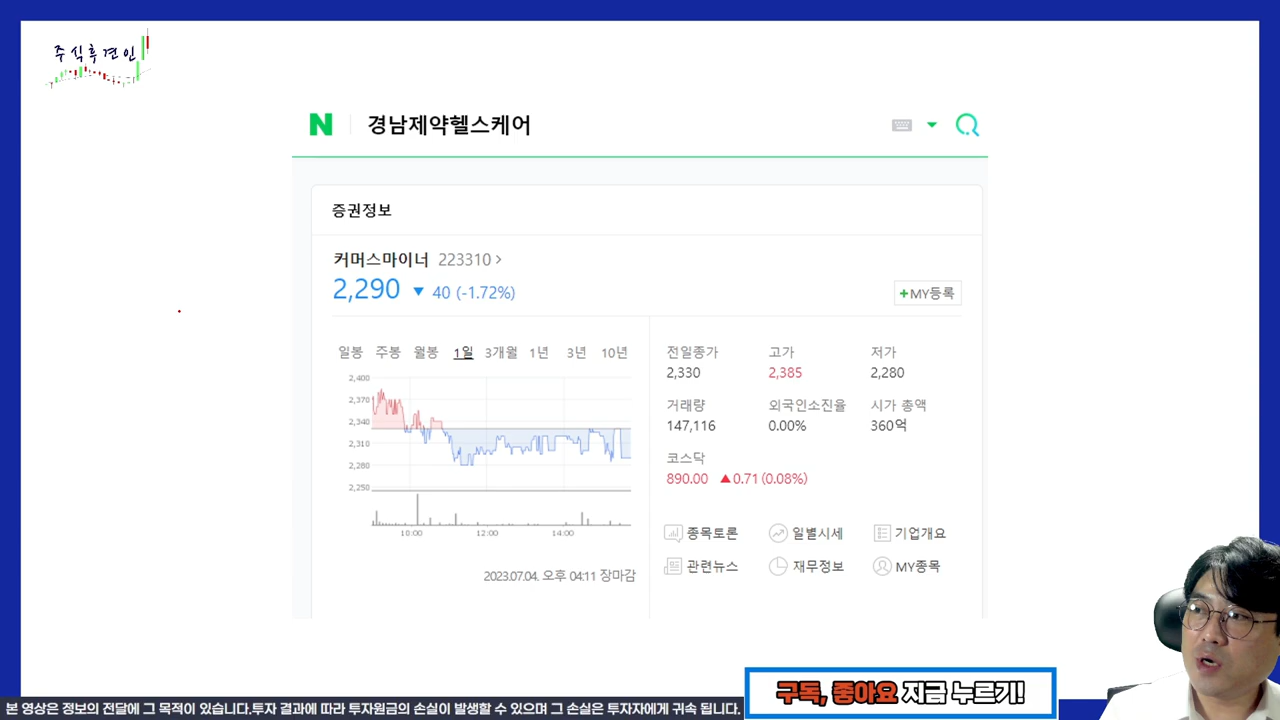 주식후견인
N 경남제약헬스케어
증권정보
커머스마이너 223310 >
2,290 ▼ 40 (-1.72%)
+MY등록
일봉 주봉 월봉 1일 3개월 1년 3년 10년
2,400
2,370
2,340
2,310
2,280
2,250
10:00 12:00 14:00
2023.07.04. 오후 04:11 장마감
전일종가 고가 저가
2,330 2,385 2,280
거래량 외국인소진율 시가 총액
147,116 0.00% 360억
코스닥
890.00 ▲0.71 (0.08%)
종목토론 일별시세 기업개요
관련뉴스 재무정보 MY종목
구독, 좋아요 지금 누르기!
본 영상은 정보의 전달에 그 목적이 있습니다.투자 결과에 따라 투자원금의 손실이 발생할 수 있으며 그 손실은 투자자에게 귀속 됩니다.